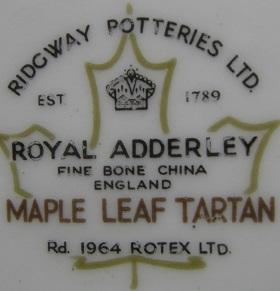 RIDGWAY POTTERIES LTD.
EST 1789
ROYAL ADDERLEY
FINE BONE CHINA
ENGLAND
MAPLE LEAF TARTAN
Rd. 1964 ROTEX LTD.